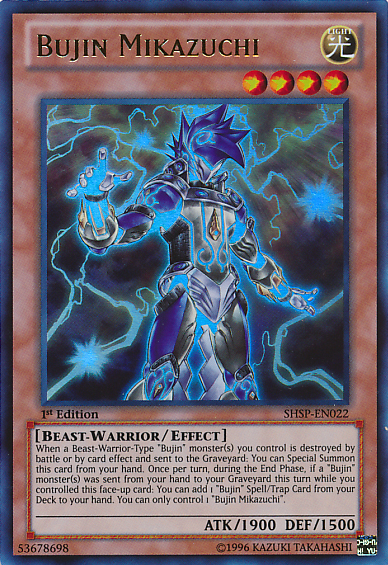 BUJIN MIKAZUCHI
LIGHT
光
1st Edition
SHSP-EN022
[BEAST-WARRIOR/EFFECT]
When a Beast-Warrior-Type "Bujin" monster(s) you control is destroyed by
battle or by card effect and sent to the Graveyard: You can Special Summon
this card from your hand. Once per turn, during the End Phase, if a "Bujin"
monster(s) was sent from your hand to your Graveyard this turn while you
controlled this face-up card: You can add 1 "Bujin" Spell/Trap Card from your
Deck to your hand. You can only control 1 "Bujin Mikazuchi".
ATK/1900 DEF/1500
53678698
©1996 KAZUKI TAKAHASHI